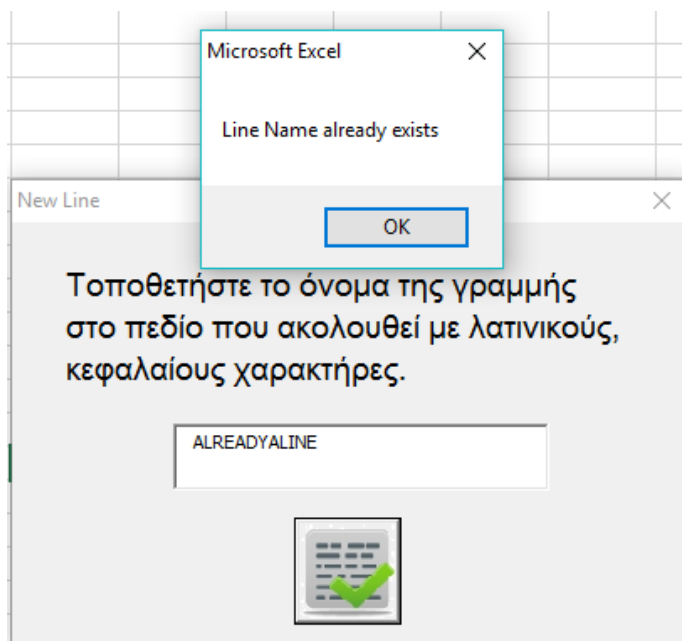 Microsoft Excel
Line Name already exists
OK
New Line
Τοποθετήστε το όνομα της γραμμής
στο πεδίο που ακολουθεί με λατινικούς,
κεφαλαίους χαρακτήρες.
ALREADYALINE